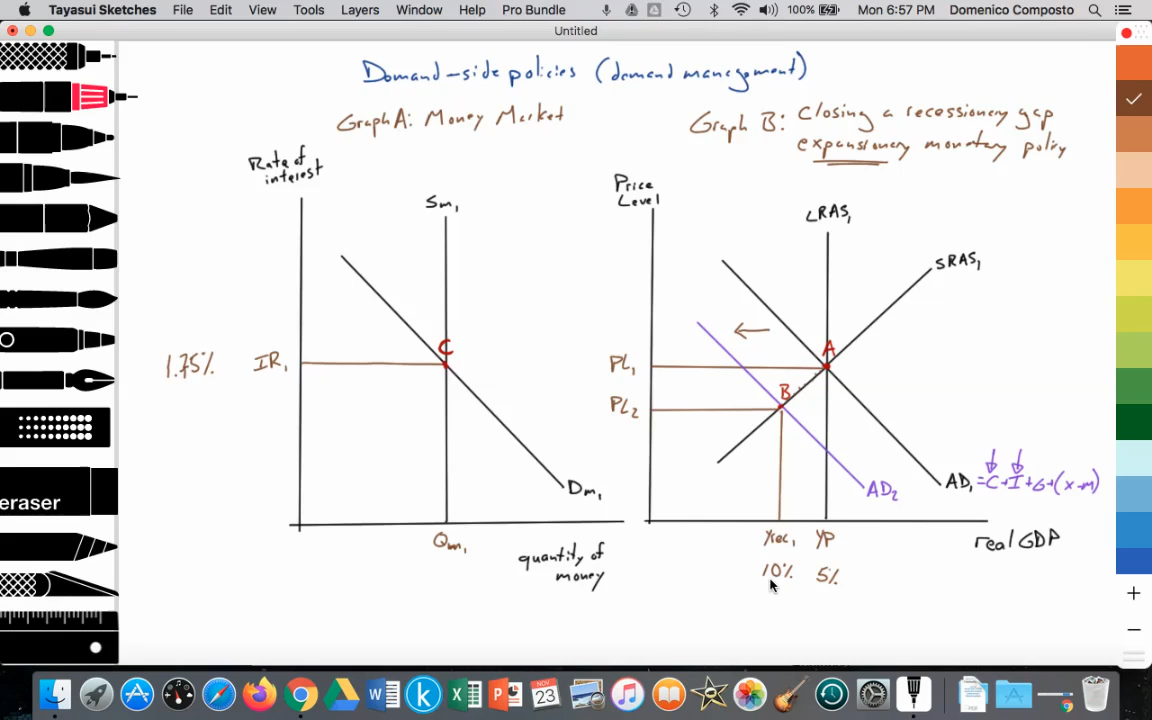 Tayasui Sketches File Edit View Tools Layers Window Help Pro Bundle 100% Mon 6:57 PM Domenico Composto
Untitled
Demand-side policies (demand management)
Graph A: Money Market
Graph B: Closing a recessionary gap
expansionary monetary policy
Rate of
interest
Sm1
C
1.75% IR1
Dm1
Qm1
quantity of
money
Price
Level
LRAS1
SRAS1
A
PL1
B
PL2
AD2
AD1 = C+I+G+(x-m)
Yrec1 YP
real GDP
10% 5%
eraser
W k X P NOV 23